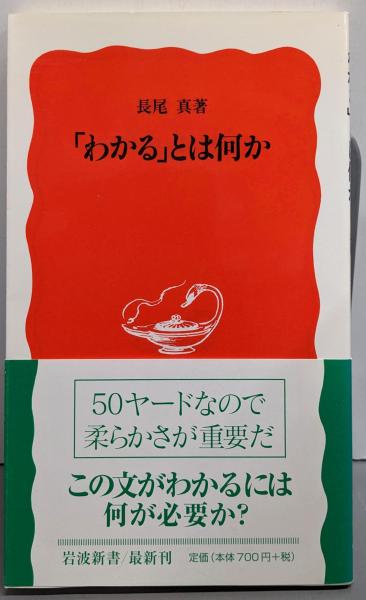 長尾 真著
「わかる」とは何か
50ヤードなので
柔らかさが重要だ
この文がわかるには
何が必要か?
岩波新書/最新刊
定価(本体700円+税)